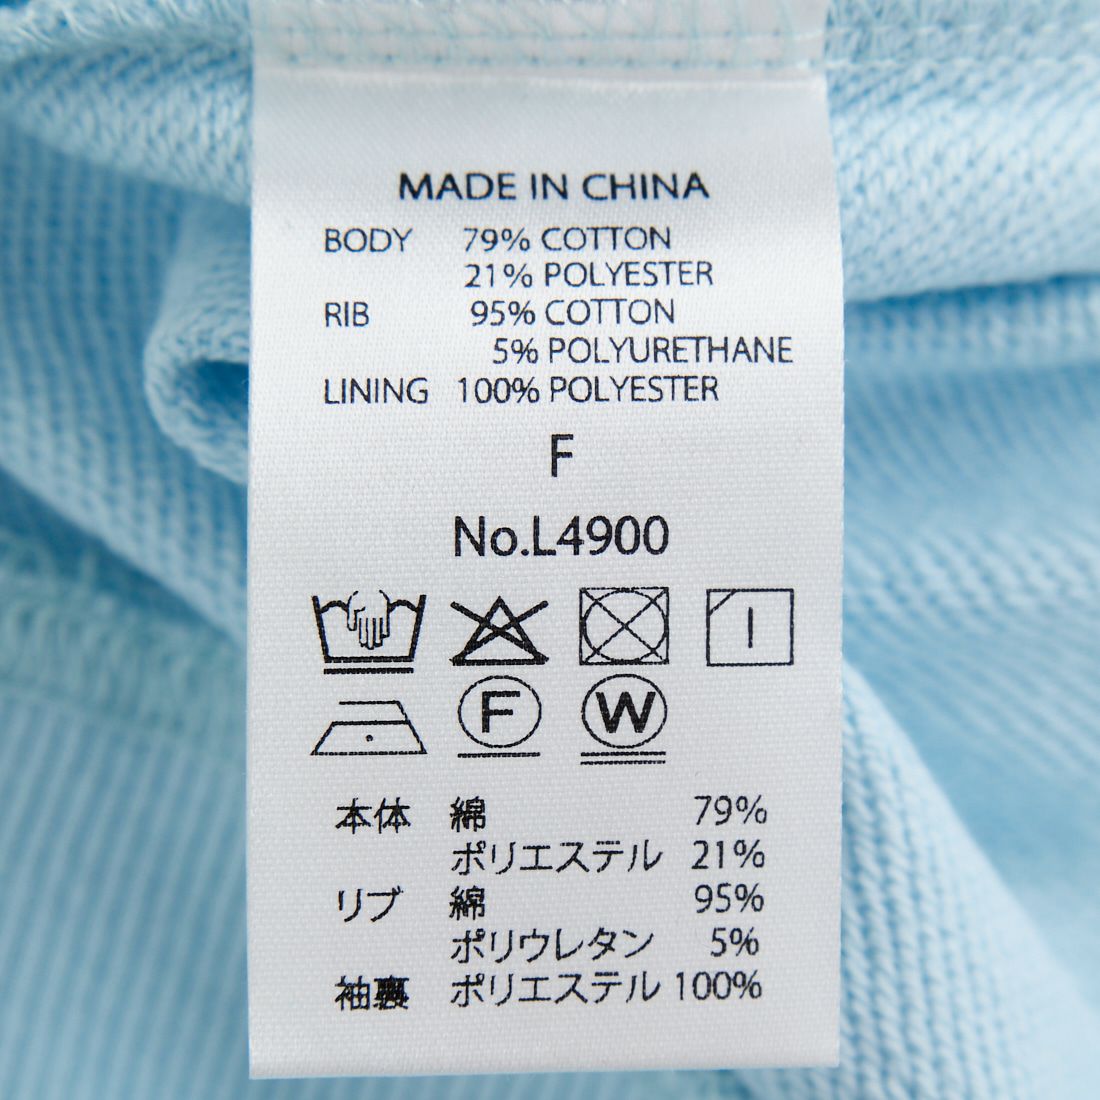 MADE IN CHINA
BODY 79% COTTON
21% POLYESTER
RIB 95% COTTON
5% POLYURETHANE
LINING 100% POLYESTER
F
No.L4900
F W
本体 綿 79%
ポリエステル 21%
リブ 綿 95%
ポリウレタン 5%
袖裏 ポリエステル 100%